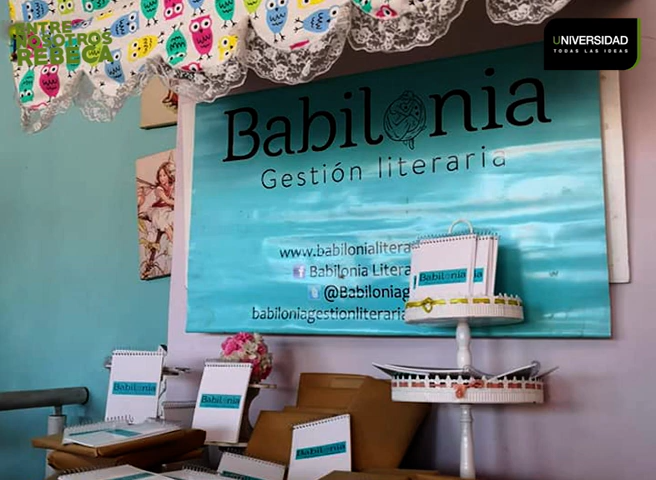 ENTRE
NOSOTROS
REBECA
UNIVERSIDAD
TODAS LAS IDEAS
Babilonia
Gestión literaria
www.babilonialitera
Babilonia Litera
@Babiloniag
babiloniagestionliteraria
Babilonia
Babilonia
Babilonia
Babilonia